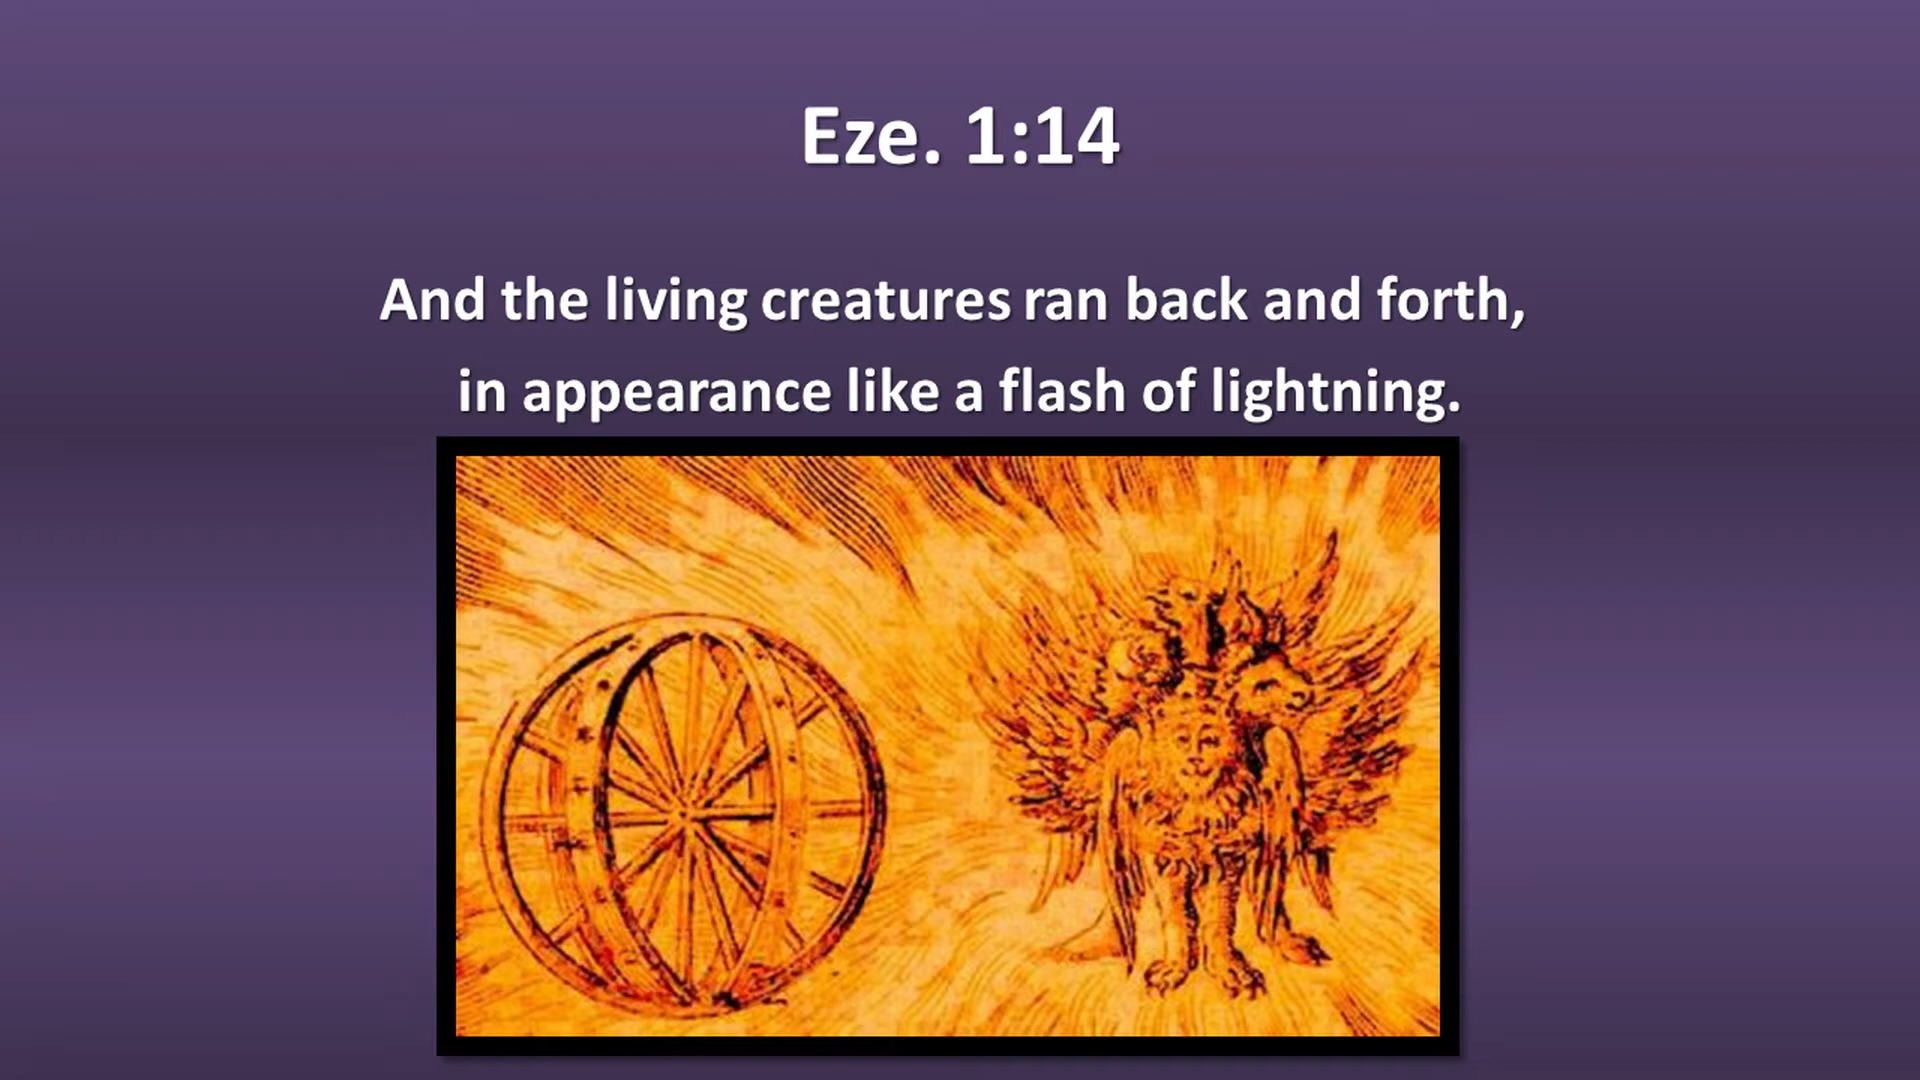 Eze. 1:14
And the living creatures ran back and forth,
in appearance like a flash of lightning.